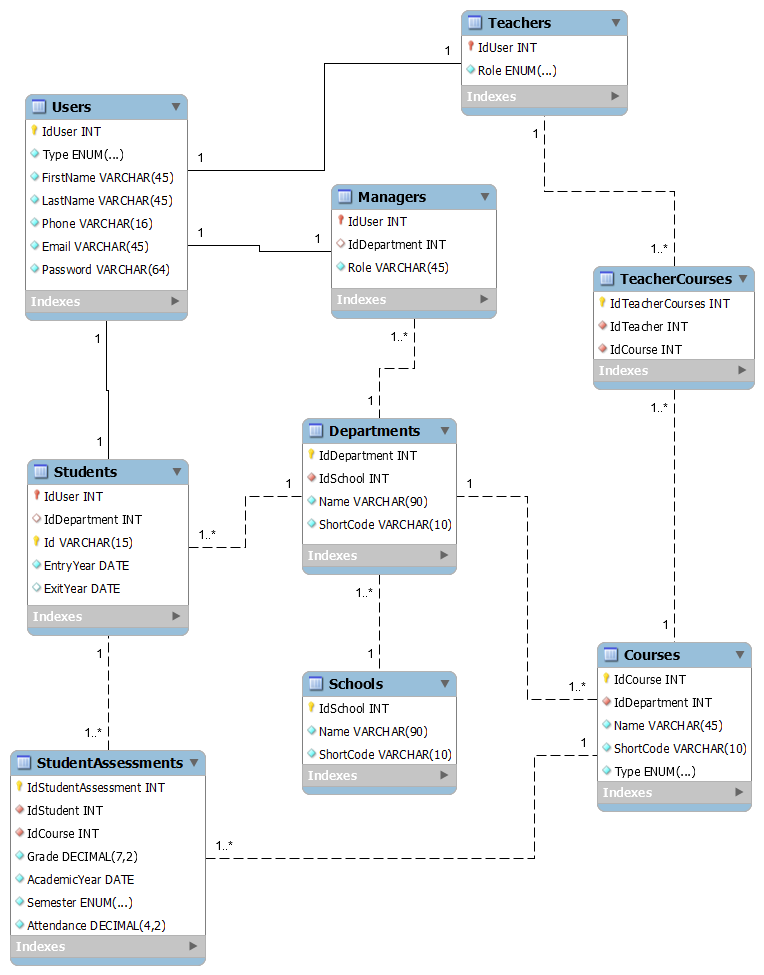 Teachers
IdUser INT
Role ENUM(...)
Indexes
1
1
Users
IdUser INT
Type ENUM(...)
FirstName VARCHAR(45)
LastName VARCHAR(45)
Phone VARCHAR(16)
Email VARCHAR(45)
Password VARCHAR(64)
Indexes
1
1
1
1
Managers
IdUser INT
IdDepartment INT
Role VARCHAR(45)
Indexes
1..*
1
1..*
TeacherCourses
IdTeacherCourses INT
IdTeacher INT
IdCourse INT
Indexes
1..*
1
Departments
IdDepartment INT
IdSchool INT
Name VARCHAR(90)
ShortCode VARCHAR(10)
Indexes
1
1
1..*
1
Students
IdUser INT
IdDepartment INT
Id VARCHAR(15)
EntryYear DATE
ExitYear DATE
Indexes
1..*
1
1..*
1
Schools
IdSchool INT
Name VARCHAR(90)
ShortCode VARCHAR(10)
Indexes
1
Courses
IdCourse INT
IdDepartment INT
Name VARCHAR(45)
ShortCode VARCHAR(10)
Type ENUM(...)
Indexes
1..*
1
StudentAssessments
IdStudentAssessment INT
IdStudent INT
IdCourse INT
Grade DECIMAL(7,2)
AcademicYear DATE
Semester ENUM(...)
Attendance DECIMAL(4,2)
Indexes
1..*